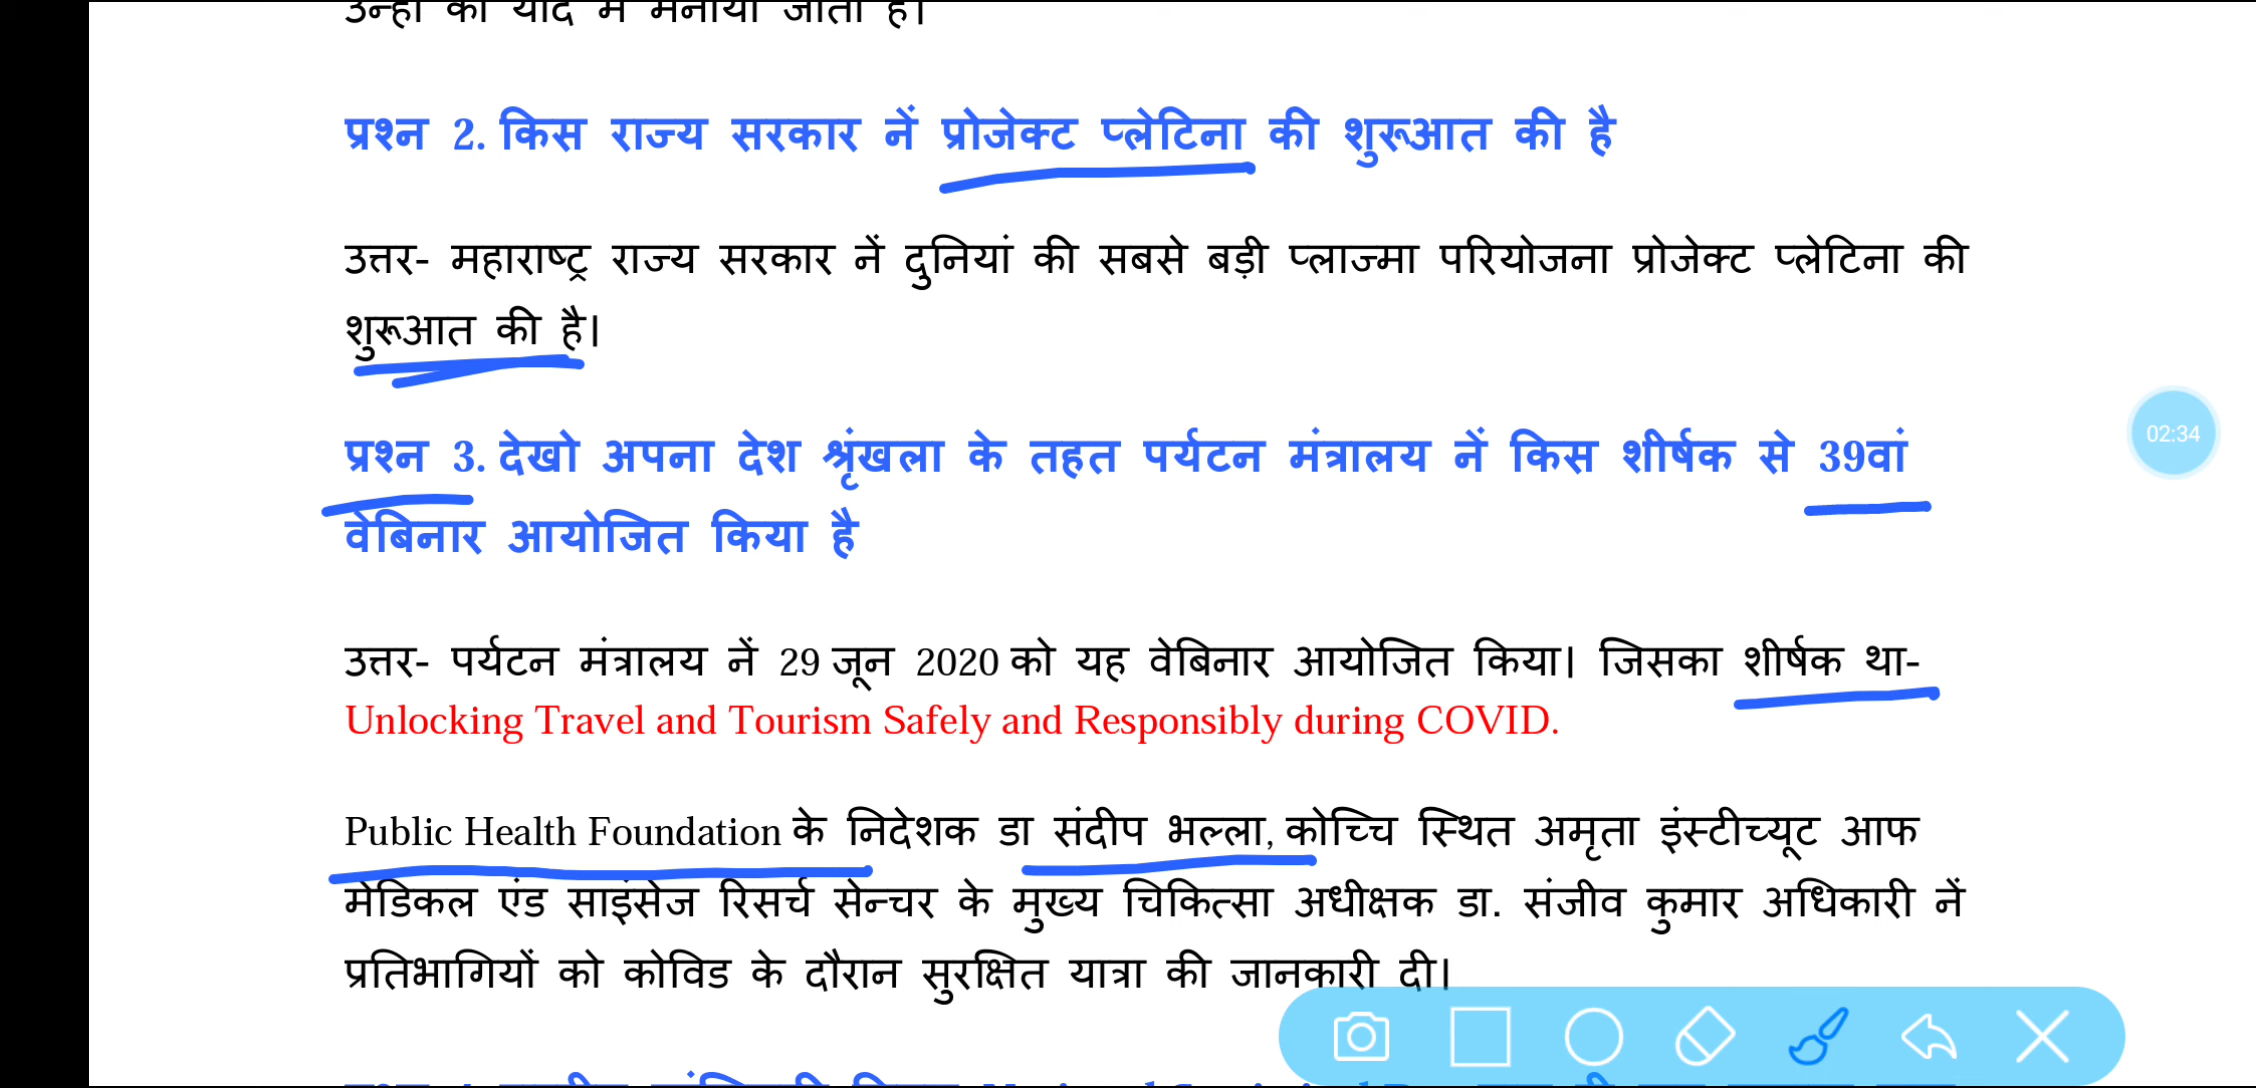 उन्हीं की याद में मनाया जाता है।
प्रश्न 2. किस राज्य सरकार नें प्रोजेक्ट प्लेटिना की शुरूआत की है
उत्तर- महाराष्ट्र राज्य सरकार नें दुनियां की सबसे बड़ी प्लाज्मा परियोजना प्रोजेक्ट प्लेटिना की
शुरूआत की है।
प्रश्न 3. देखो अपना देश श्रृंखला के तहत पर्यटन मंत्रालय नें किस शीर्षक से 39वां
02:34
वेबिनार आयोजित किया है
उत्तर- पर्यटन मंत्रालय नें 29 जून 2020 को यह वेबिनार आयोजित किया। जिसका शीर्षक था-
Unlocking Travel and Tourism Safely and Responsibly during COVID.
Public Health Foundation के निदेशक डा संदीप भल्ला, कोच्चि स्थित अमृता इंस्टीच्यूट आफ
मेडिकल एंड साइंसेज रिसर्च सेन्चर के मुख्य चिकित्सा अधीक्षक डा. संजीव कुमार अधिकारी नें
प्रतिभागियों को कोविड के दौरान सुरक्षित यात्रा की जानकारी दी।